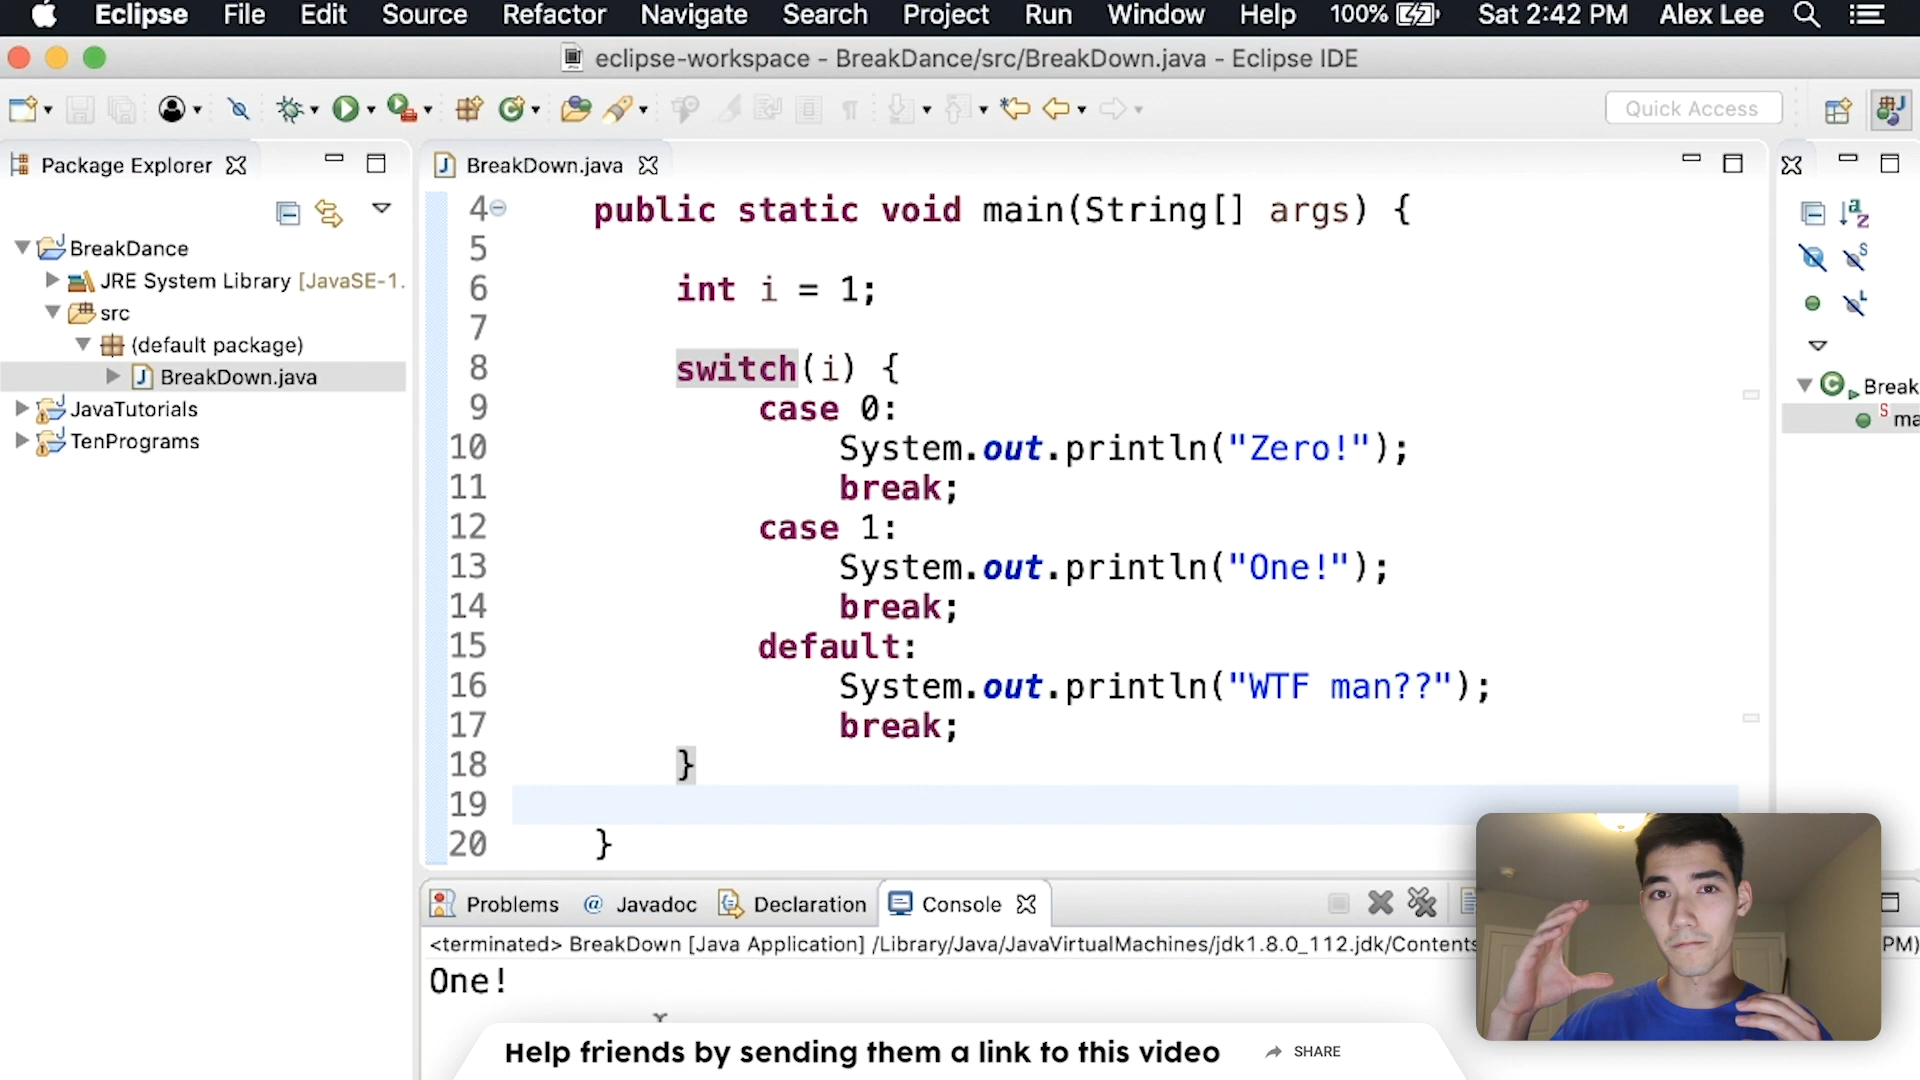 Eclipse File Edit Source Refactor Navigate Search Project Run Window Help 100% Sat 2:42 PM Alex Lee
eclipse-workspace - BreakDance/src/BreakDown.java - Eclipse IDE
Quick Access
Package Explorer
BreakDance
JRE System Library [JavaSE-1.
src
(default package)
BreakDown.java
JavaTutorials
TenPrograms
BreakDown.java
4 public static void main(String[] args) {
5
6 int i = 1;
7
8 switch(i) {
9 case 0:
10 System.out.println("Zero!");
11 break;
12 case 1:
13 System.out.println("One!");
14 break;
15 default:
16 System.out.println("WTF man??");
17 break;
18 }
19
20 }
Break
ma
Problems @ Javadoc Declaration Console
<terminated> BreakDown [Java Application] /Library/Java/JavaVirtualMachines/jdk1.8.0_112.jdk/Contents
PM)
One!
Help friends by sending them a link to this video SHARE